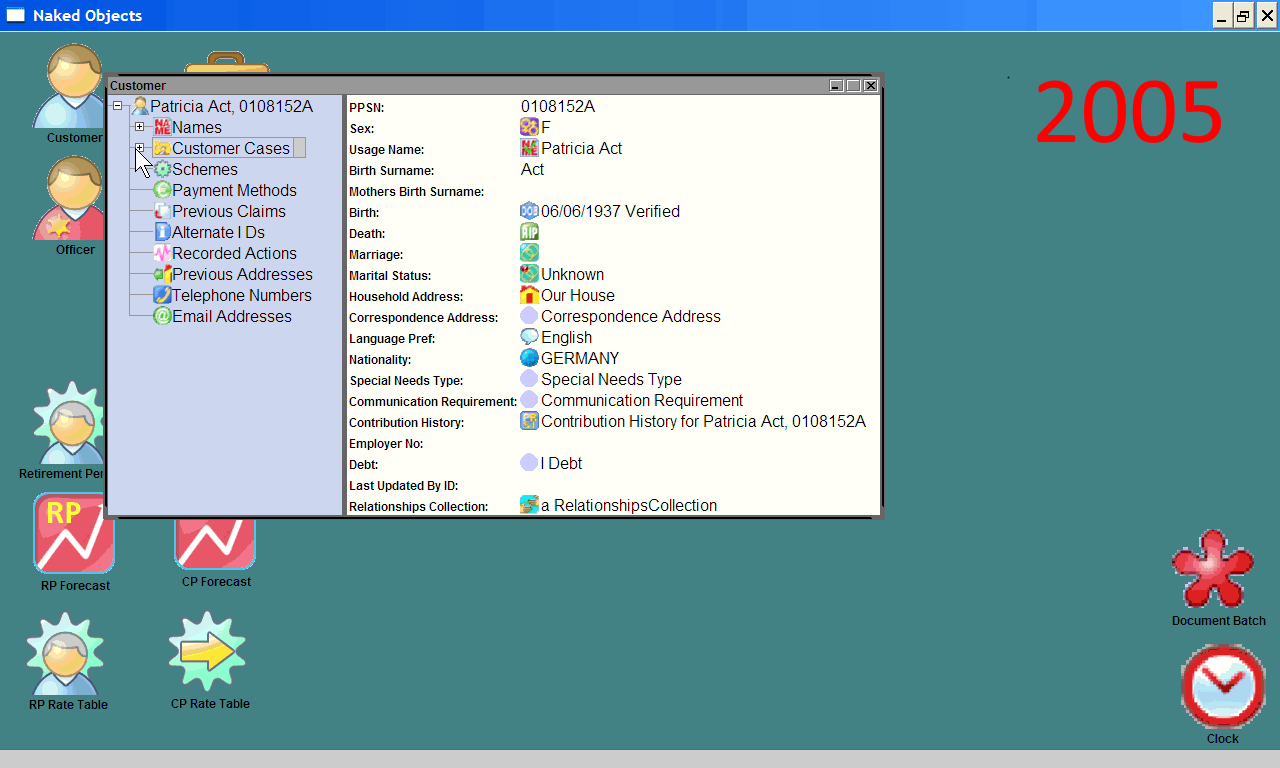 Naked Objects
2005
Customer
Officer
Customer
Patricia Act, 0108152A
Names
Customer Cases
Schemes
Payment Methods
Previous Claims
Alternate I Ds
Recorded Actions
Previous Addresses
Telephone Numbers
Email Addresses
PPSN: 0108152A
Sex: F
Usage Name: Patricia Act
Birth Surname: Act
Mothers Birth Surname:
Birth: DOB 06/06/1937 Verified
Death: RIP
Marriage:
Marital Status: Unknown
Household Address: Our House
Correspondence Address: Correspondence Address
Language Pref: English
Nationality: GERMANY
Special Needs Type: Special Needs Type
Communication Requirement: Communication Requirement
Contribution History: Contribution History for Patricia Act, 0108152A
Employer No:
Debt: I Debt
Last Updated By ID:
Relationships Collection: a RelationshipsCollection
Retirement Pe
RP
RP Forecast
CP Forecast
RP Rate Table
CP Rate Table
Document Batch
Clock